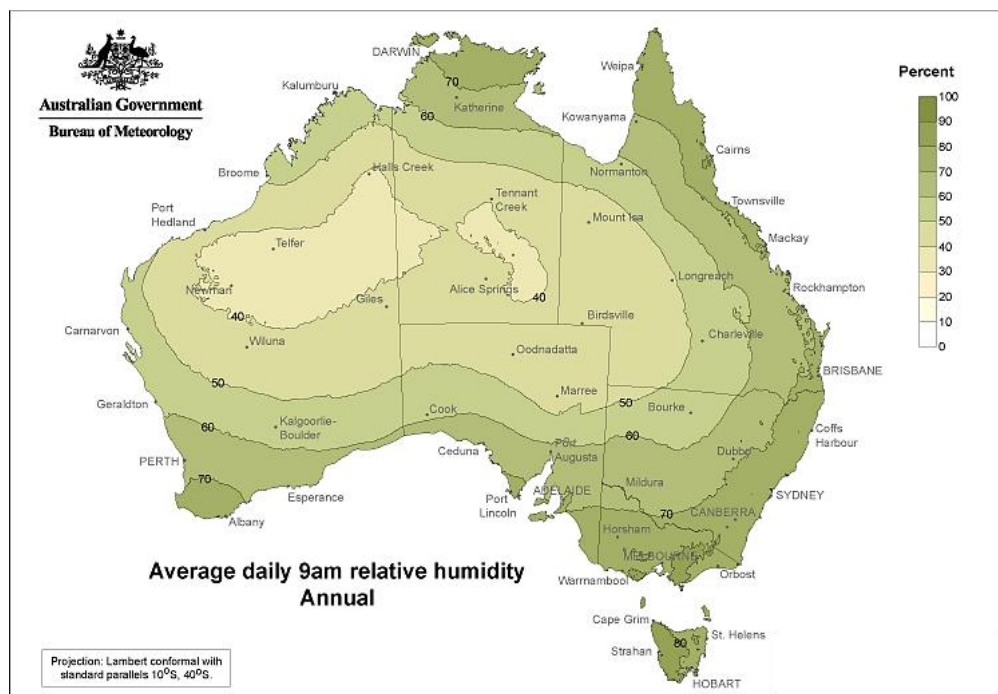 Australian Government
Bureau of Meteorology
DARWIN
70
Katherine
Kalumburu
60
Weipa
Kowanyama
Percent
100
90
80
70
60
50
40
30
20
10
0
Cairns
Broome
Halls Creek
Normanton
Port
Hedland
Tennant
Creek
Mount Isa
Townsville
Mackay
Telfer
Newman
Alice Springs
40
Longreach
Rockhampton
Giles
40
Birdsville
Carnarvon
Wiluna
Oodnadatta
Charleville
50
Marree
50
BRISBANE
Geraldton
Kalgoorlie-
Boulder
Cook
Bourke
60
60
Coffs
Harbour
PERTH
Ceduna
Port
Augusta
Dubbo
70
Esperance
Port
Lincoln
ADELAIDE
Mildura
SYDNEY
Albany
70
CANBERRA
Horsham
MELBOURNE
Warrnambool
Orbost
Average daily 9am relative humidity
Annual
Cape Grim
St. Helens
Strahan
80
HOBART
Projection: Lambert conformal with
standard parallels 10°S, 40°S.